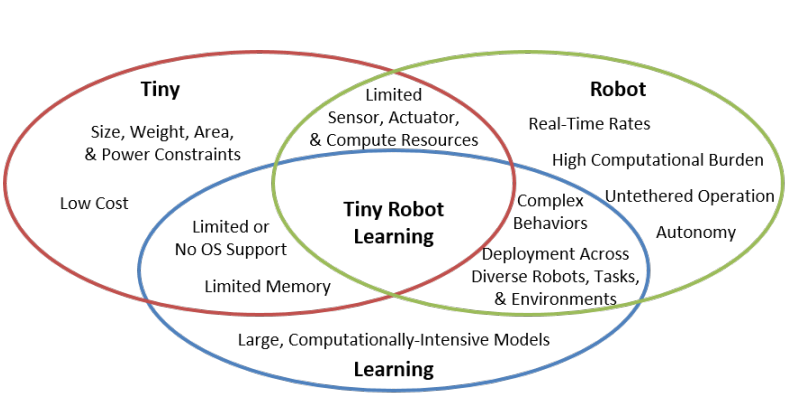 Tiny
Size, Weight, Area,
& Power Constraints
Low Cost
Limited
Sensor, Actuator,
& Compute Resources
Robot
Real-Time Rates
High Computational Burden
Untethered Operation
Autonomy
Tiny Robot
Learning
Complex
Behaviors
Limited or
No OS Support
Limited Memory
Deployment Across
Diverse Robots, Tasks,
& Environments
Large, Computationally-Intensive Models
Learning